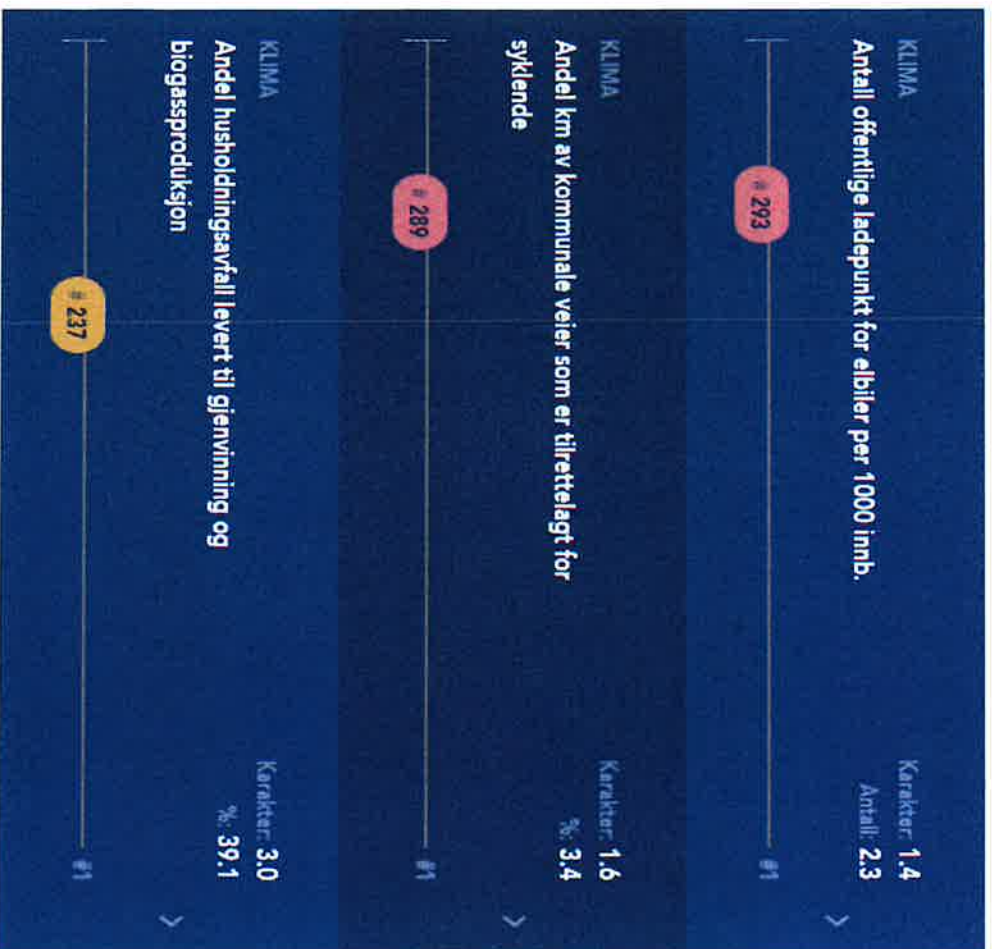 KLIMA
Antall offentlige ladepunkt for elbiler per 1000 innb.
Karakter: 1.4
Antall: 2.3
# 293
#1
KLIMA
Andel km av kommunale veier som er tilrettelagt for
syklende
Karakter: 1.6
%: 3.4
# 289
#1
KLIMA
Andel husholdningsavfall levert til gjenvinning og
biogassproduksjon
Karakter: 3.0
%: 39.1
# 237
#1